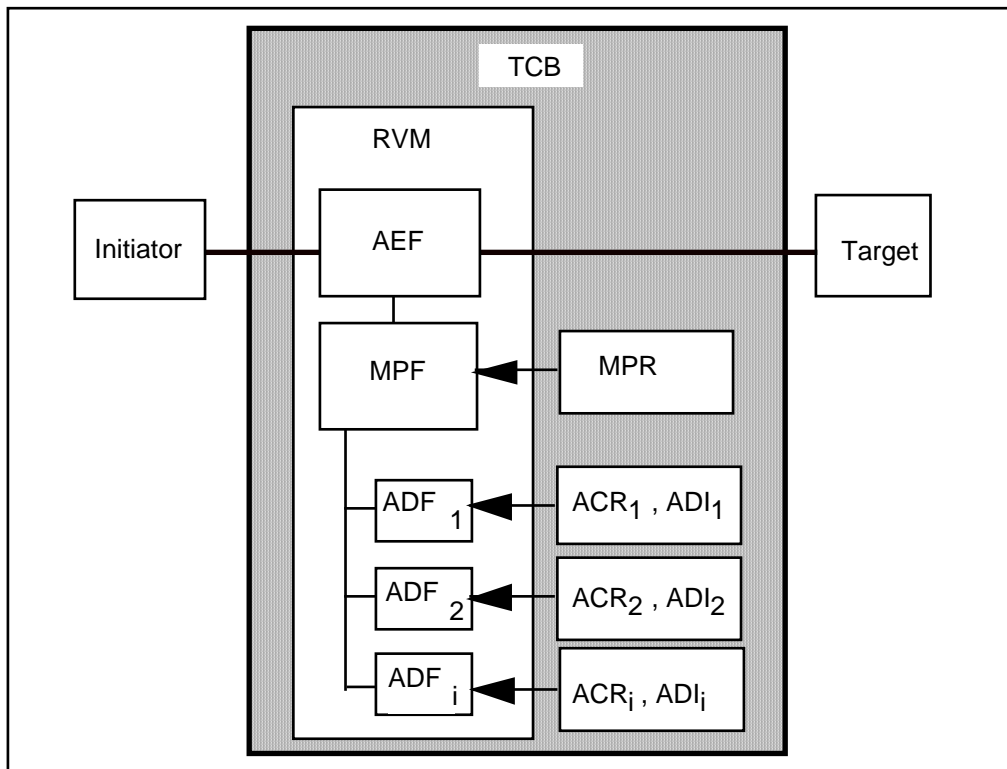 TCB
RVM
Initiator
AEF
Target
MPF
MPR
ADF 1
ACR1 , ADI1
ADF 2
ACR2 , ADI2
ADF i
ACRi , ADIi